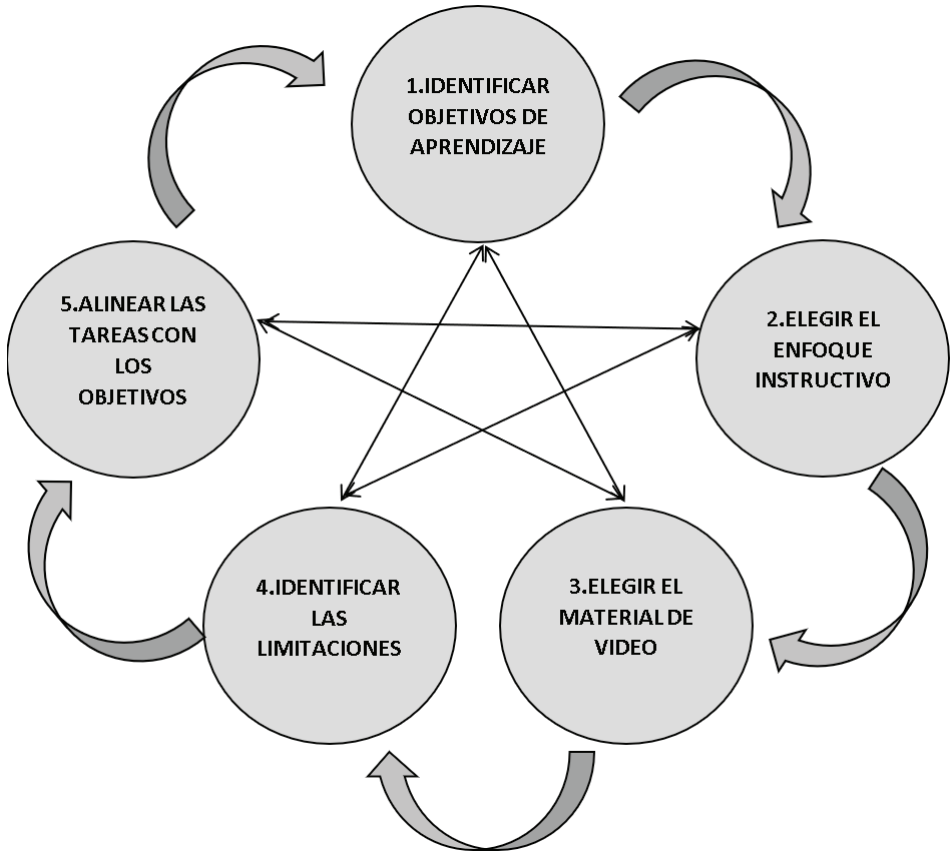 1.IDENTIFICAR
OBJETIVOS DE
APRENDIZAJE
2.ELEGIR EL
ENFOQUE
INSTRUCTIVO
3.ELEGIR EL
MATERIAL DE
VIDEO
4.IDENTIFICAR
LAS
LIMITACIONES
5.ALINEAR LAS
TAREAS CON
LOS
OBJETIVOS